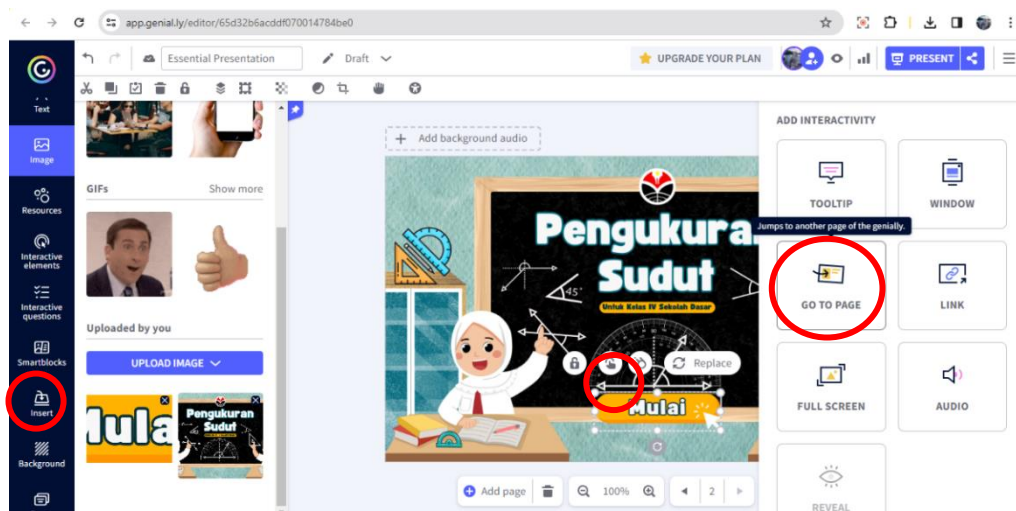 app.genial.ly/editor/65d32b6acddf070014784be0
Essential Presentation
Draft
UPGRADE YOUR PLAN
PRESENT
Text
Image
Resources
Interactive
elements
Interactive
questions
Smartblocks
Insert
Background
GIFs Show more
Uploaded by you
UPLOAD IMAGE
Mula
Pengukuran
Sudut
+ Add background audio
Pengukura
Sudut
45°
Untuk Kelas IV Sekolah Dasar
Replace
Mulai
Add page
100%
2
ADD INTERACTIVITY
TOOLTIP
WINDOW
Jumps to another page of the genially.
GO TO PAGE
LINK
FULL SCREEN
AUDIO
REVEAL